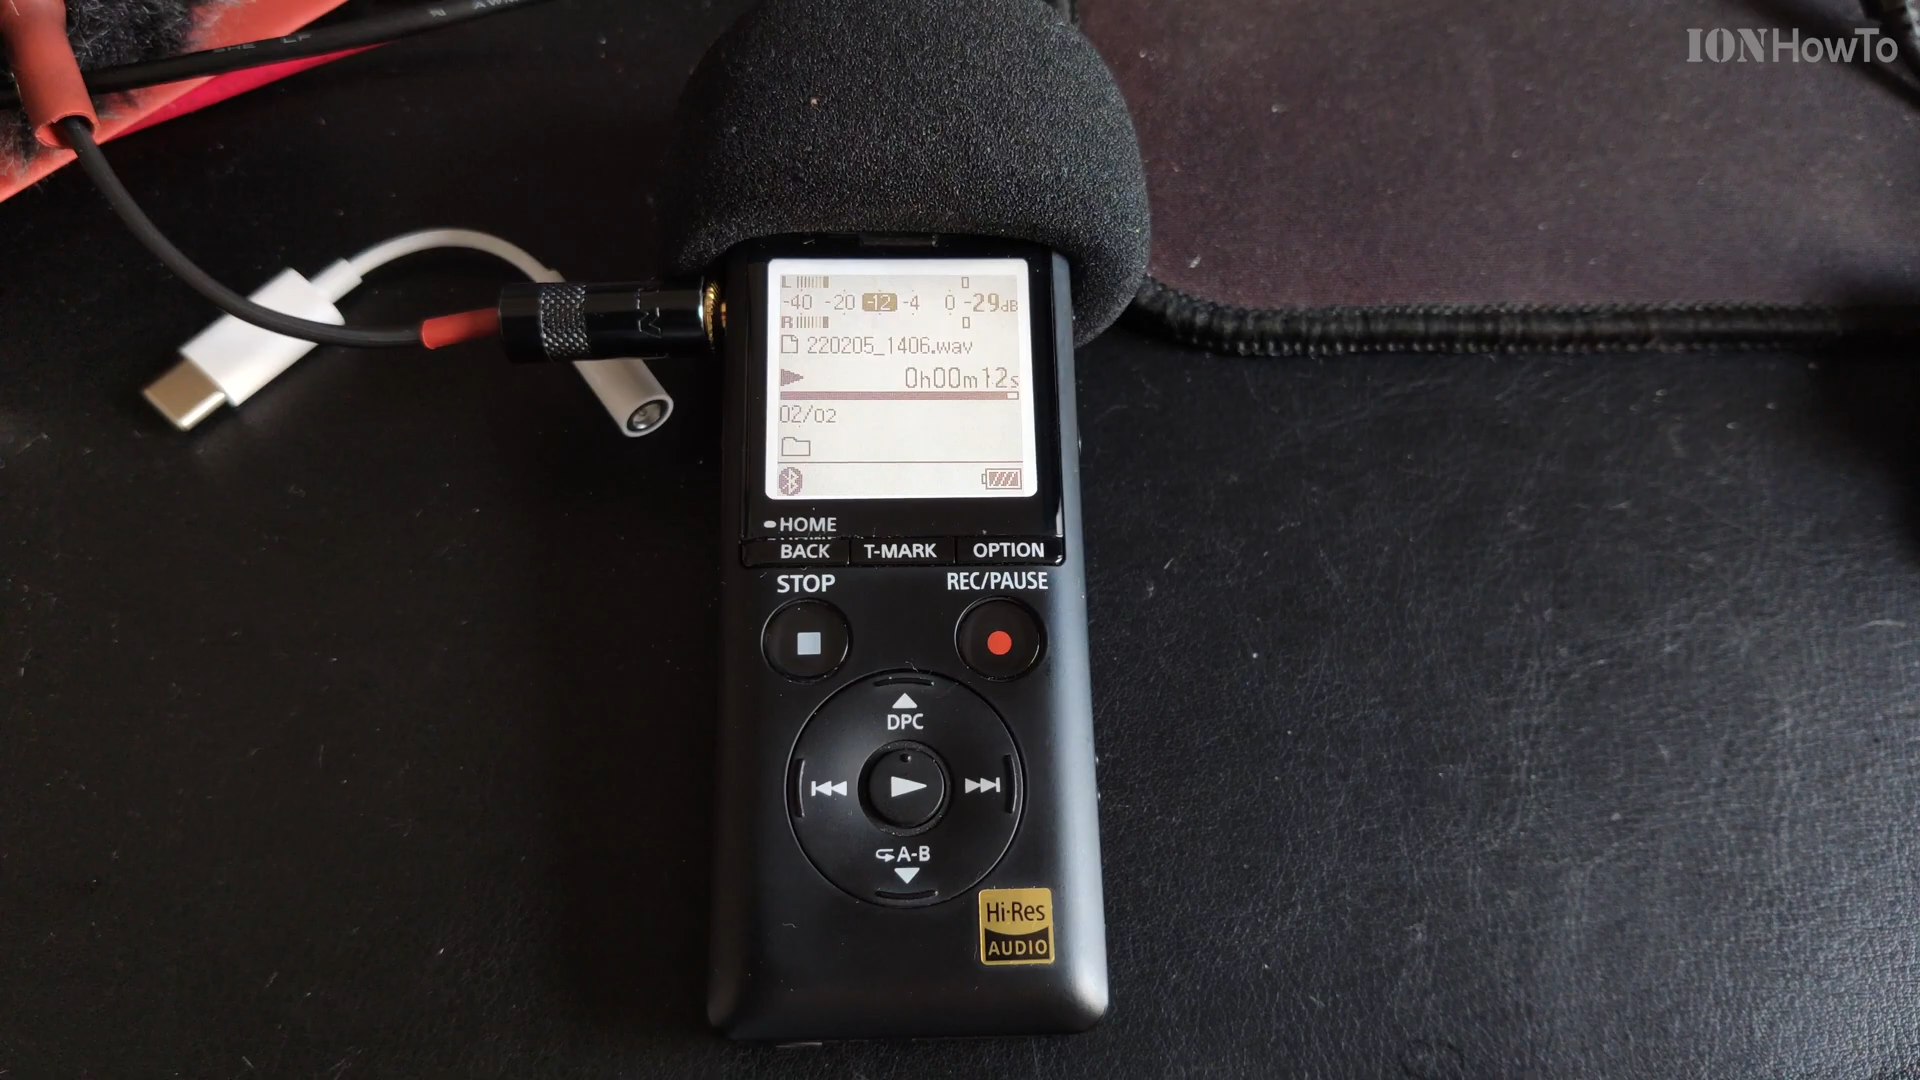 IONHowTo
L
-40 -20 -12 -4 0 -29dB
R
220205_1406.wav
0h00m12s
02/02
HOME
BACK T-MARK OPTION
STOP REC/PAUSE
DPC
A-B
Hi-Res
AUDIO